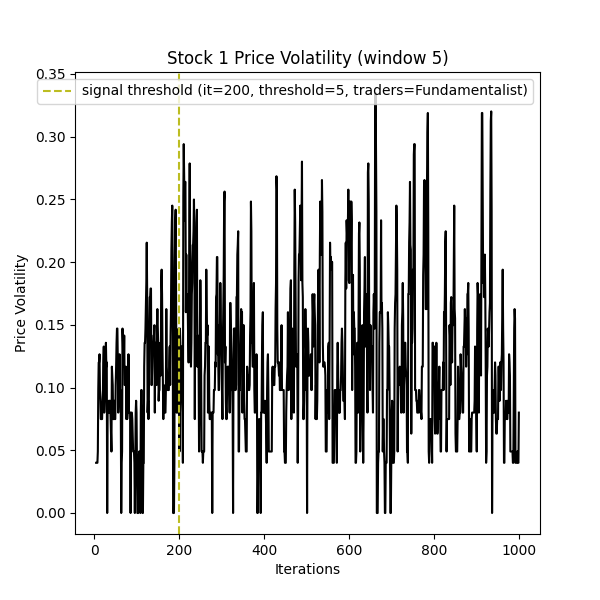 Stock 1 Price Volatility (window 5)
signal threshold (it=200, threshold=5, traders=Fundamentalist)
Price Volatility
0.35
0.30
0.25
0.20
0.15
0.10
0.05
0.00
0 200 400 600 800 1000
Iterations